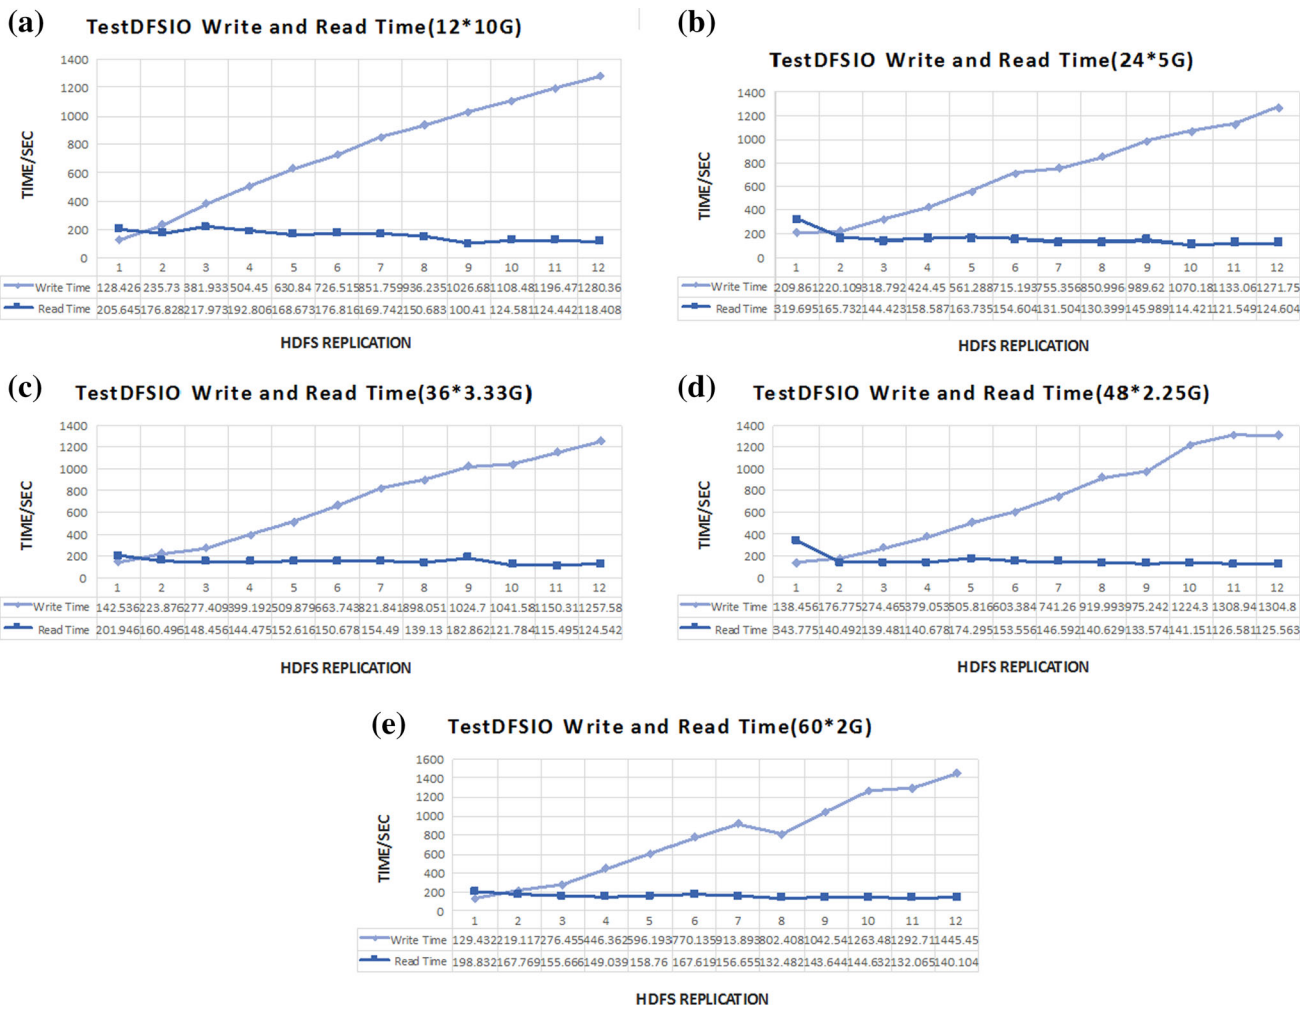 (a)
TestDFSIO Write and Read Time(12*10G)
1400
1200
1000
800
600
400
200
0
TIME/SEC
1 2 3 4 5 6 7 8 9 10 11 12
Write Time 128.426 235.73 381.933 504.45 630.84 726.515 851.759 936.235 1026.68 1108.48 1196.47 1280.36
Read Time 205.645 176.828 217.973 192.806 168.673 176.816 169.742 150.683 100.41 124.581 124.442 118.408
HDFS REPLICATION
(b)
TestDFSIO Write and Read Time(24*5G)
1400
1200
1000
800
600
400
200
0
TIME/SEC
1 2 3 4 5 6 7 8 9 10 11 12
Write Time 209.861 220.109 318.792 424.45 561.288 715.193 755.356 850.996 989.62 1070.18 1133.06 1271.75
Read Time 319.695 165.732 144.423 158.587 163.735 154.604 131.504 130.399 145.989 114.421 121.549 124.604
HDFS REPLICATION
(c)
TestDFSIO Write and Read Time(36*3.33G)
1400
1200
1000
800
600
400
200
0
TIME/SEC
1 2 3 4 5 6 7 8 9 10 11 12
Write Time 142.536 223.876 277.409 399.192 509.879 663.743 821.841 898.051 1024.7 1041.58 1150.31 1257.58
Read Time 201.946 160.496 148.456 144.475 152.616 150.678 154.49 139.13 182.862 121.784 115.495 124.542
HDFS REPLICATION
(d)
TestDFSIO Write and Read Time(48*2.25G)
1400
1200
1000
800
600
400
200
0
TIME/SEC
1 2 3 4 5 6 7 8 9 10 11 12
Write Time 138.456 176.775 274.465 379.053 505.816 603.384 741.26 919.993 975.242 1224.3 1308.94 1304.8
Read Time 343.775 140.492 139.481 140.678 174.295 153.556 146.592 140.629 133.574 141.151 126.581 125.563
HDFS REPLICATION
(e)
TestDFSIO Write and Read Time(60*2G)
1600
1400
1200
1000
800
600
400
200
0
TIME/SEC
1 2 3 4 5 6 7 8 9 10 11 12
Write Time 129.432 219.117 276.455 446.362 596.193 770.135 913.893 802.408 1042.54 1263.48 1292.71 1445.45
Read Time 198.832 167.769 155.666 149.039 158.76 167.619 156.655 132.482 143.644 144.632 132.065 140.104
HDFS REPLICATION